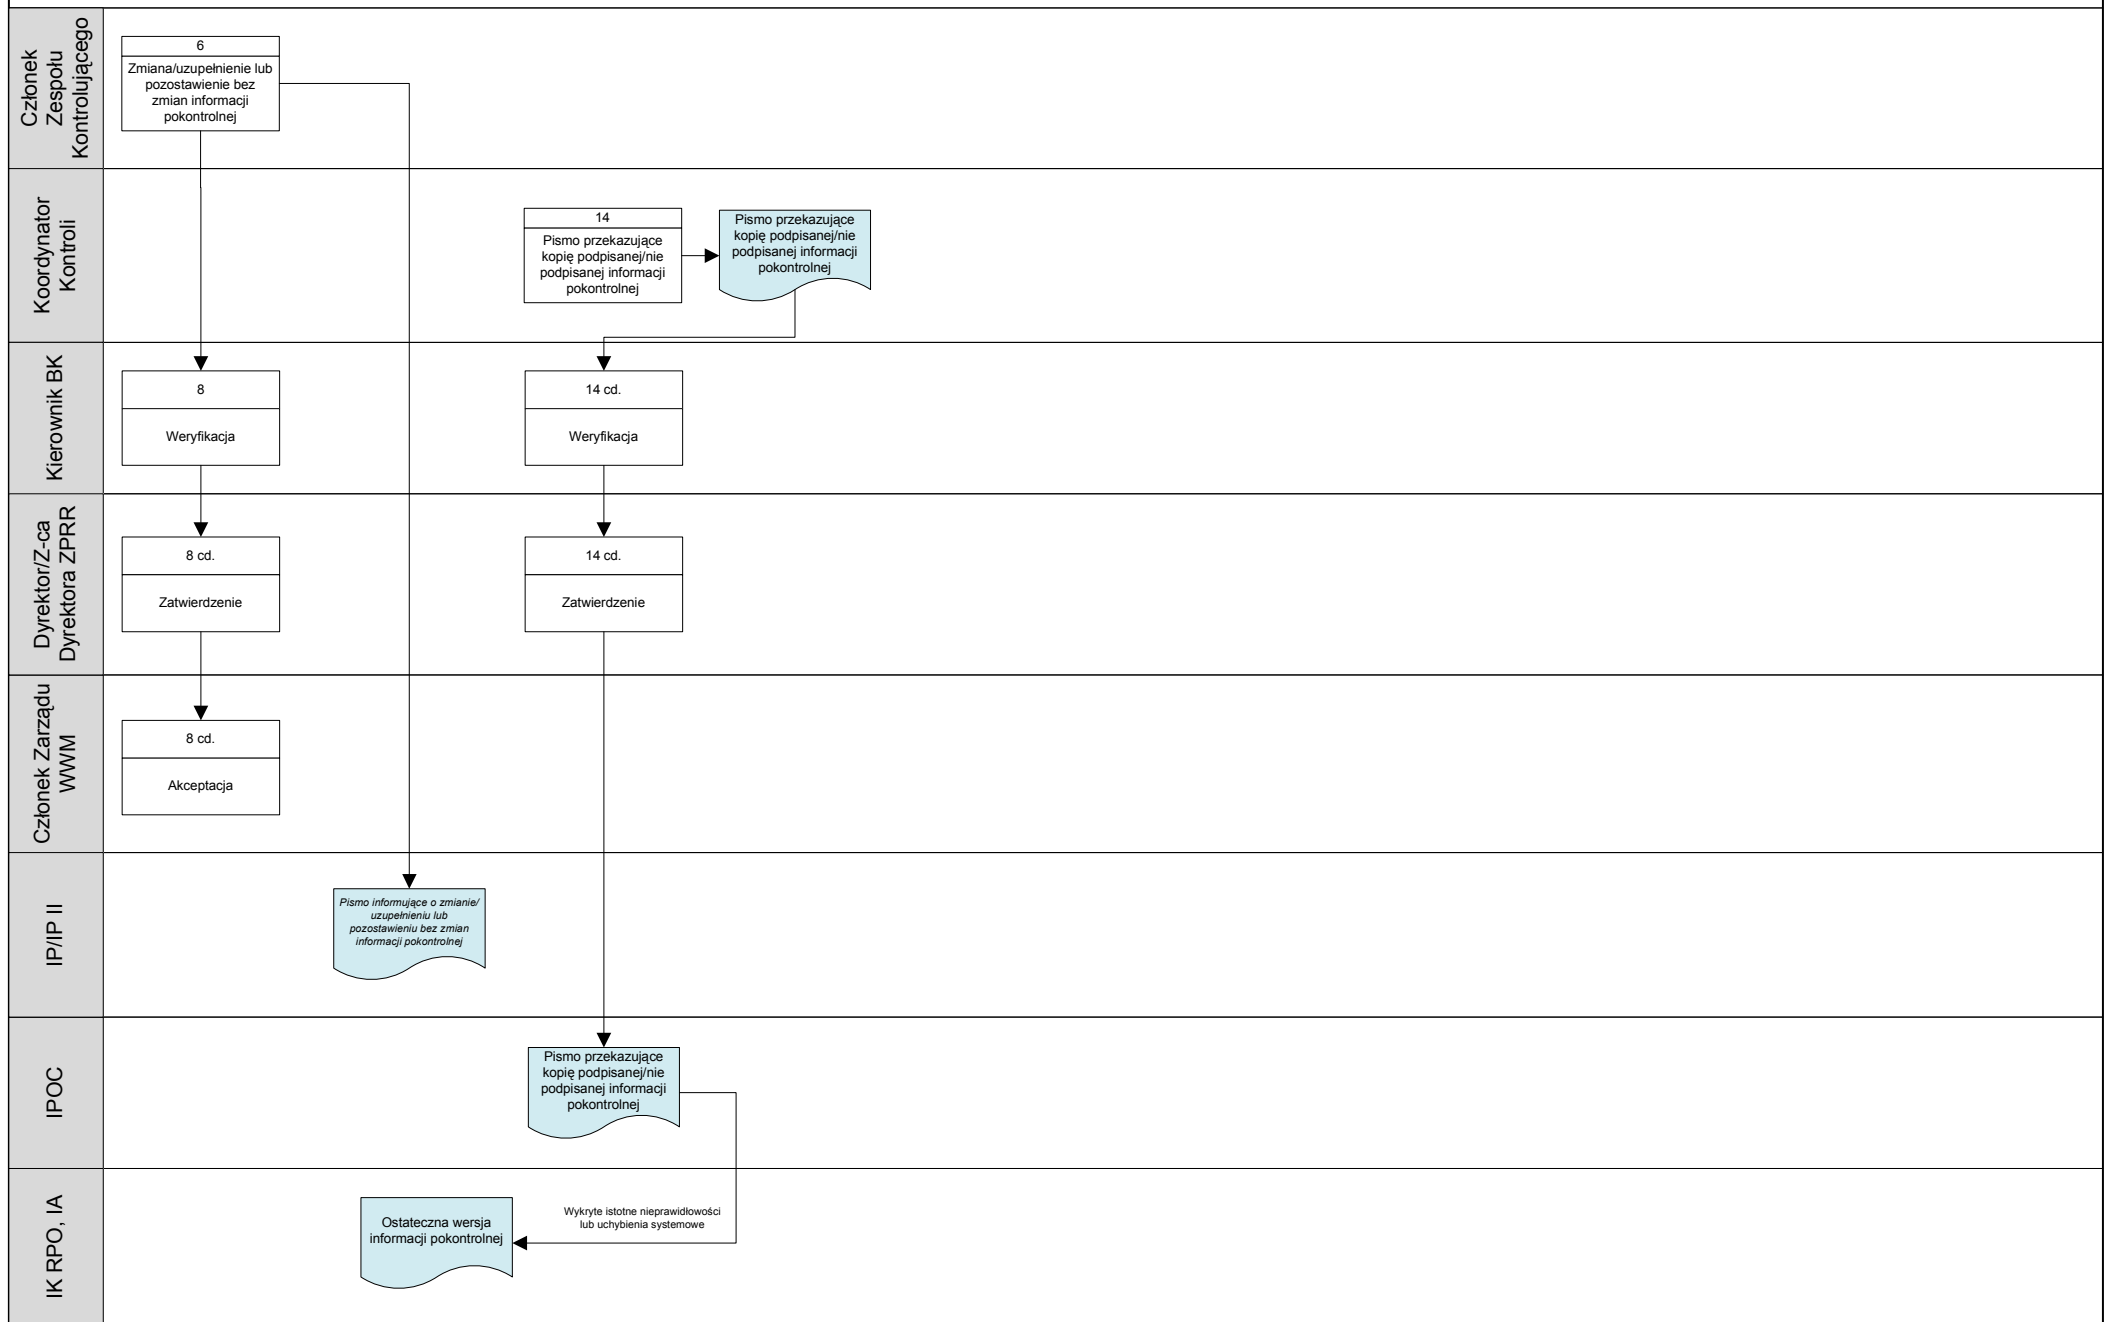 Członek
Zespołu
Kontrolującego
6
Zmiana/uzupełnienie lub
pozostawienie bez
zmian informacji
pokontrolnej
Koordynator
Kontroli
14
Pismo przekazujące
kopię podpisanej/nie
podpisanej informacji
pokontrolnej
Pismo przekazujące
kopię podpisanej/nie
podpisanej informacji
pokontrolnej
Kierownik BK
8
Weryfikacja
14 cd.
Weryfikacja
Dyrektor/Z-ca
Dyrektora ZPRR
8 cd.
Zatwierdzenie
14 cd.
Zatwierdzenie
Członek Zarządu
WWM
8 cd.
Akceptacja
IP/IP II
Pismo informujące o zmianie/
uzupełnieniu lub
pozostawieniu bez zmian
informacji pokontrolnej
IPOC
Pismo przekazujące
kopię podpisanej/nie
podpisanej informacji
pokontrolnej
IK RPO, IA
Ostateczna wersja
informacji pokontrolnej
Wykryte istotne nieprawidłowości
lub uchybienia systemowe